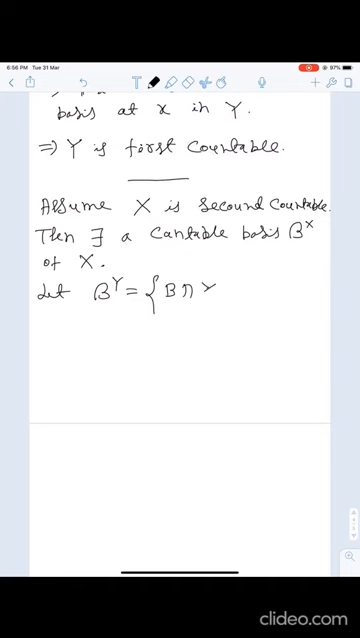 6:06 PM Tue 31 Mar 97%
basis at x in Y.
⇒ Y is first countable.
Assume X is second countable.
Then ∃ a cantable basis B^X
of X.
Let B^Y = { B ∩ Y
clideo.com